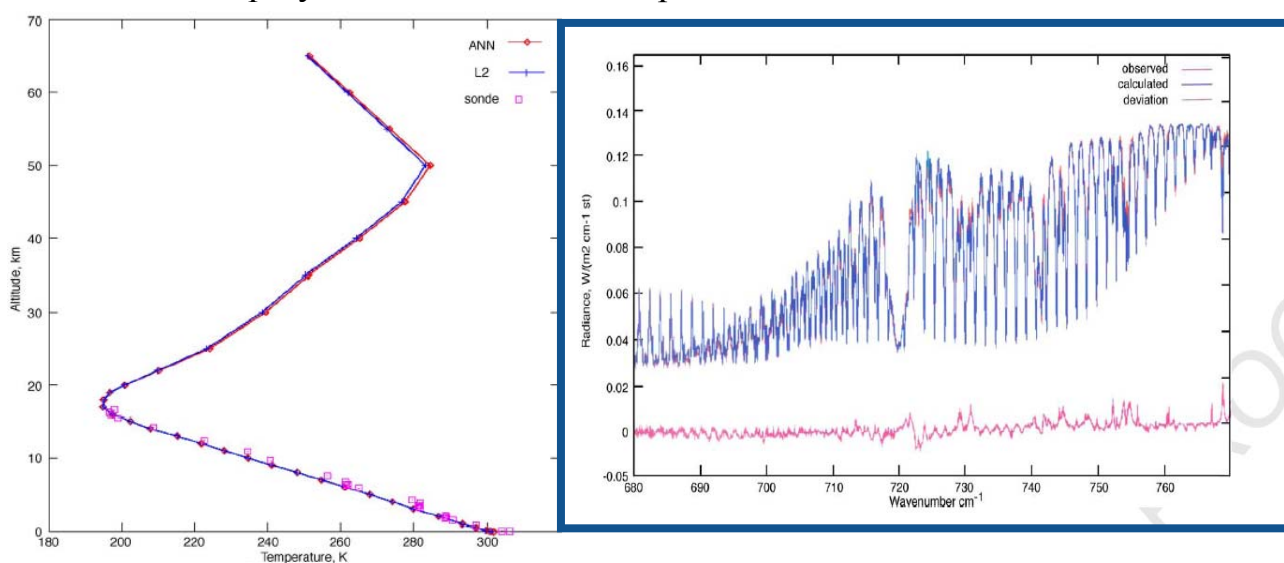 70
60
50
40
30
20
10
0
Altitude, km
180 200 220 240 260 280 300
Temperature, K
ANN
L2
sonde
0.16
0.14
0.12
0.1
0.08
0.06
0.04
0.02
0
-0.05
Radiance, W/(m2 cm-1 st)
680 690 700 710 720 730 740 750 760
Wavenumber cm-1
observed
calculated
deviation